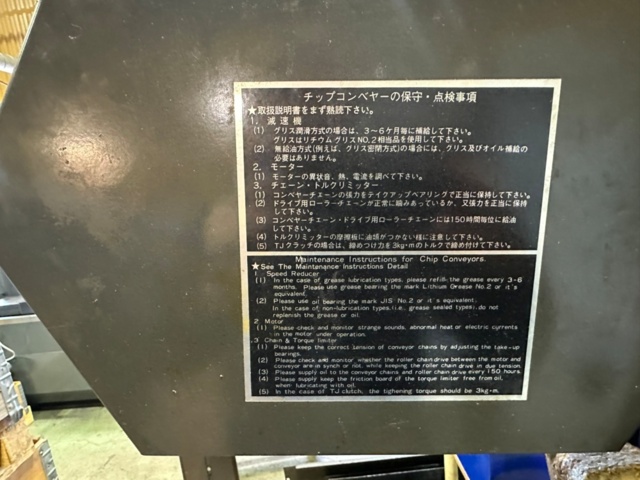 チップコンベヤーの保守・点検事項
★取扱説明書をまず熟読下さい。
1. 減速機
(1) グリス潤滑方式の場合は、3～6ケ月毎に補給して下さい。
グリスはリチウムグリスNO.2相当品を使用して下さい。
(2) 無給油方式(例えば、グリス密閉方式)の場合には、グリス及びオイル補給の
必要はありません。
2. モーター
(1) モーターの異状音、熱、電流を調べて下さい。
3. チェーン・トルクリミッター
(1) コンベヤーチェーンの張力をテイクアップベアリングで正当に保持して下さい。
(2) ドライブ用ローラーチェーンが正常に噛みあっているか、又張力を正当に保持
して下さい。
(3) コンベヤーチェーン・ドライブ用ローラーチェーンには150時間毎位に給油
して下さい。
(4) トルクリミッターの摩擦板に油類がつかない様に注意して下さい。
(5) TJクラッチの場合は、締めつけ力を3kg·mのトルクで締め付けて下さい。
Maintenance Instructions for Chip Conveyors.
★See The Maintenance Instructions Detail
1 Speed Reducer
(1) In the case of grease lubrication types, please refill the grease every 3-6
months. Please use grease bearing the mark Lithium Grease No.2 or it's
equivalent.
(2) Please use oil bearing the mark JIS No.2 or it's equivalent.
In the case of non-lubrication types (i.e., grease sealed types) do not
replenish the grease or oil.
2 Motor
(1) Please check and monitor strange sounds, abnormal heat or electric currents
in the motor under operation.
3 Chain & Torque limiter
(1) Please keep the correct tension of conveyor chains by adjusting the take-up
bearings.
(2) Please check and monitor whether the roller chain drive between the motor and
conveyor are in synch or not, while keeping the roller chain drive in due tension.
(3) Please supply oil to the conveyor chains and roller chain drive every 150 hours.
(4) Please supply keep the friction board of the torque limiter free from oil,
when lubricating with oil.
(5) In the case of TJ clutch, the tighening torque should be 3kg-m.